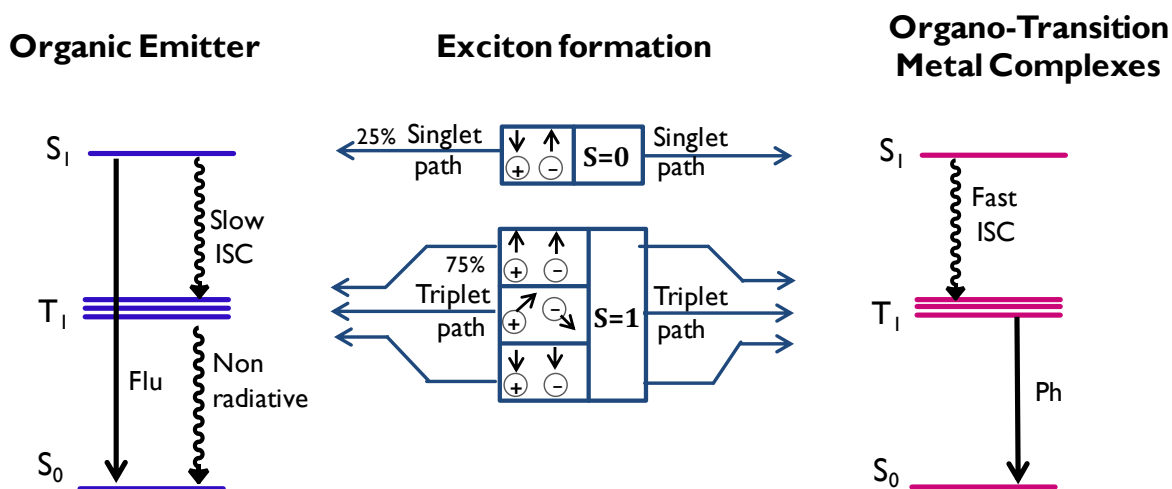 Organic Emitter
S1
Slow
ISC
T1
Flu
Non
radiative
S0
Exciton formation
25% Singlet
path
+ −
S=0
Singlet
path
75%
Triplet
path
+ −
+ −
+ −
S=1
Triplet
path
Organo-Transition
Metal Complexes
S1
Fast
ISC
T1
Ph
S0